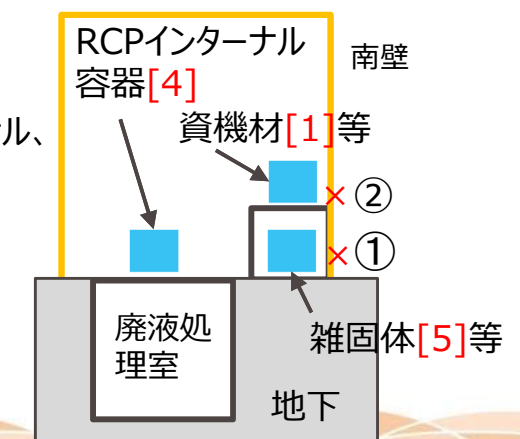 RCPインターナル
容器[4]
南壁
ナル、
資機材[1]等
×②
×①
廃液処
理室
雑固体[5]等
地下